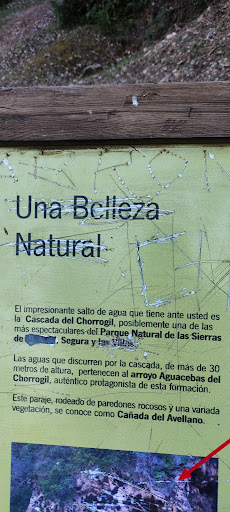 Una Belleza
Natural
El impresionante salto de agua que tiene ante usted es
la Cascada del Chorrogil, posiblemente una de las
más espectaculares del Parque Natural de las Sierras
de , Segura y las Villas.
Las aguas que discurren por la cascada, de más de 30
metros de altura, pertenecen al arroyo Aguacebas del
Chorrogil, auténtico protagonista de esta formación.
Este paraje, rodeado de paredones rocosos y una variada
vegetación, se conoce como Cañada del Avellano.